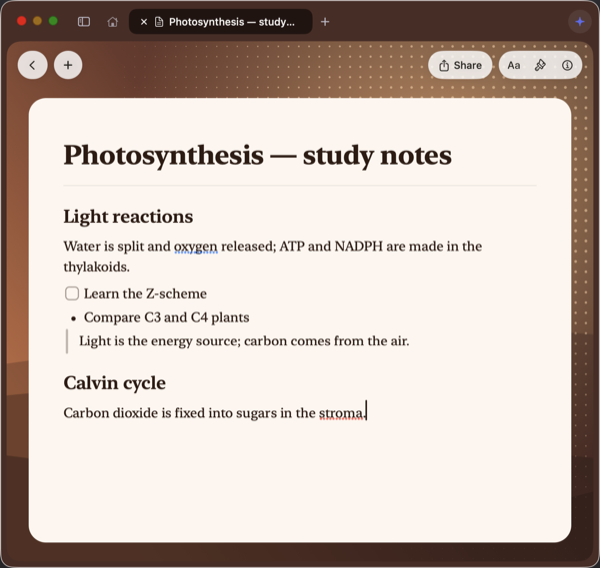 Photosynthesis — study...
Share
Aa
Photosynthesis — study notes
Light reactions
Water is split and oxygen released; ATP and NADPH are made in the
thylakoids.
Learn the Z-scheme
• Compare C3 and C4 plants
Light is the energy source; carbon comes from the air.
Calvin cycle
Carbon dioxide is fixed into sugars in the stroma.